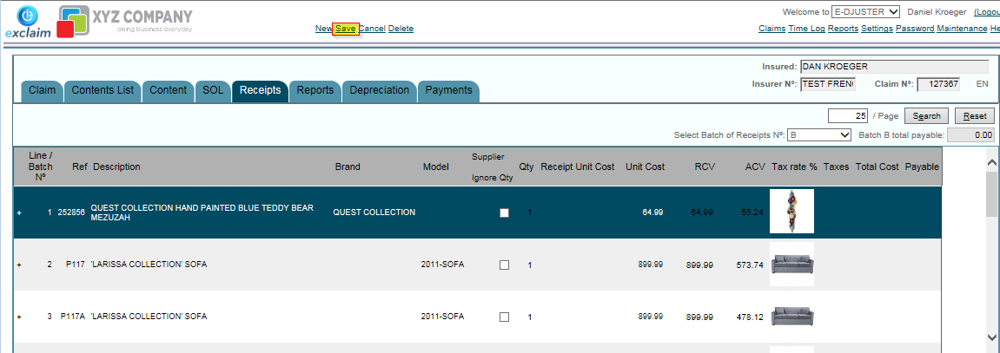 exclaim
XYZ COMPANY
doing business everyday
New Save Cancel Delete
Welcome to E-DJUSTER Daniel Kroeger (Logou
Claims Time Log Reports Settings Password Maintenance He
Insured: DAN KROEGER
Insurer Nº: TEST FREN Claim Nº: 127367 EN
Claim Contents List Content SOL Receipts Reports Depreciation Payments
25 / Page Search Reset
Select Batch of Receipts Nº: B Batch B total payable: 0.00
Line / Batch Nº Ref Description Brand Model Supplier Ignore Qty Qty Receipt Unit Cost Unit Cost RCV ACV Tax rate % Taxes Total Cost Payable
+ 1 252856 QUEST COLLECTION HAND PAINTED BLUE TEDDY BEAR QUEST COLLECTION 1 64.99 64.99 55.24
MEZUZAH
+ 2 P117 'LARISSA COLLECTION' SOFA 2011-SOFA 1 899.99 899.99 573.74
+ 3 P117A 'LARISSA COLLECTION' SOFA 2011-SOFA 1 899.99 899.99 478.12